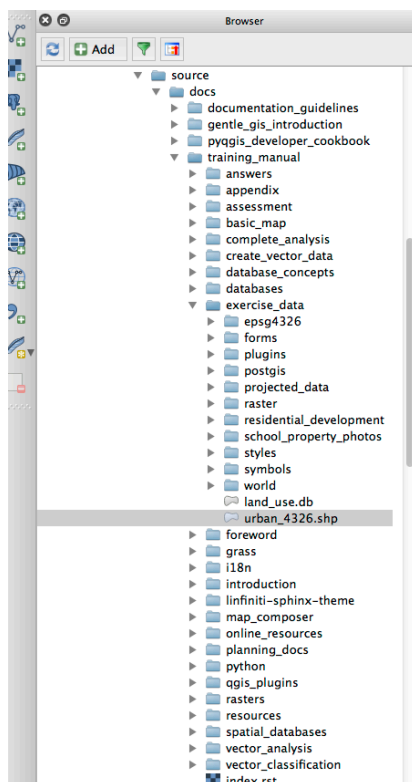 Browser
Add
source
docs
documentation_guidelines
gentle_gis_introduction
pyqgis_developer_cookbook
training_manual
answers
appendix
assessment
basic_map
complete_analysis
create_vector_data
database_concepts
databases
exercise_data
epsg4326
forms
plugins
postgis
projected_data
raster
residential_development
school_property_photos
styles
symbols
world
land_use.db
urban_4326.shp
foreword
grass
i18n
introduction
linfiniti-sphinx-theme
map_composer
online_resources
planning_docs
python
qgis_plugins
rasters
resources
spatial_databases
vector_analysis
vector_classification
index.rst